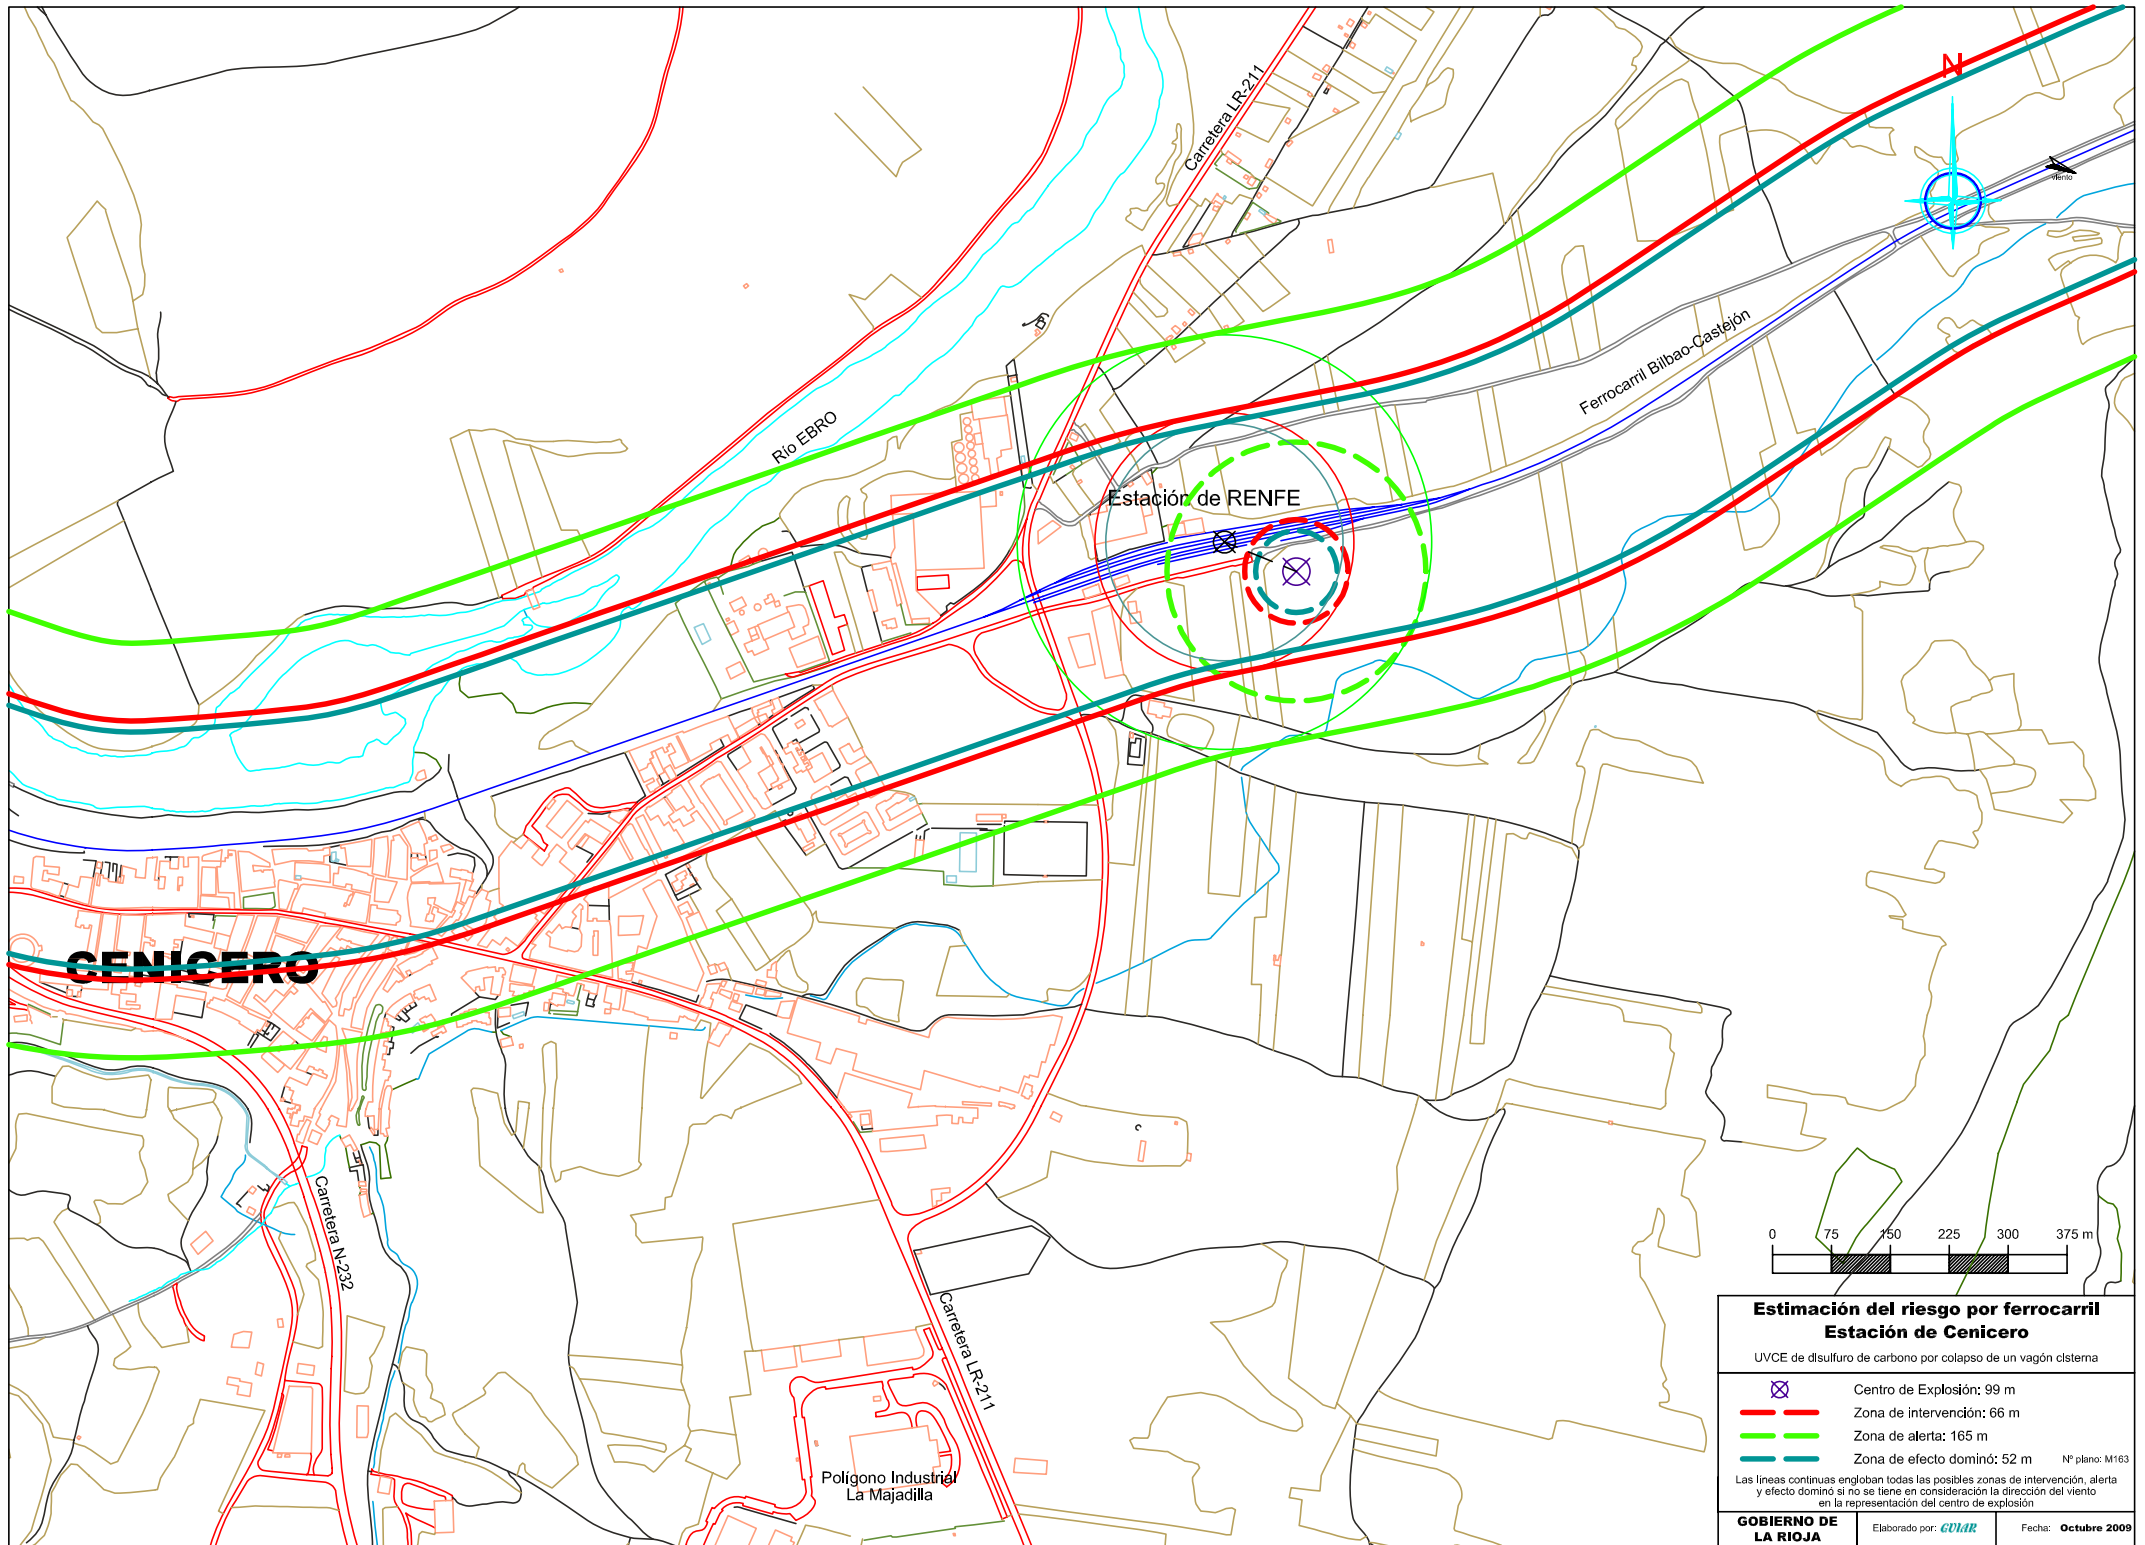 N
viento
Carretera LR-211
Ferrocarril Bilbao-Castejón
Río EBRO
Estación de RENFE
CENICERO
Carretera N-232
Carretera LR-211
Polígono Industrial
La Majadilla
0 75 150 225 300 375 m
Estimación del riesgo por ferrocarril
Estación de Cenicero
UVCE de disulfuro de carbono por colapso de un vagón cisterna
Centro de Explosión: 99 m
Zona de intervención: 66 m
Zona de alerta: 165 m
Zona de efecto dominó: 52 m
Nº plano: M163
Las líneas continuas engloban todas las posibles zonas de intervención, alerta
y efecto dominó si no se tiene en consideración la dirección del viento
en la representación del centro de explosión
GOBIERNO DE
LA RIOJA
Elaborado por: GUIAR
Fecha: Octubre 2009